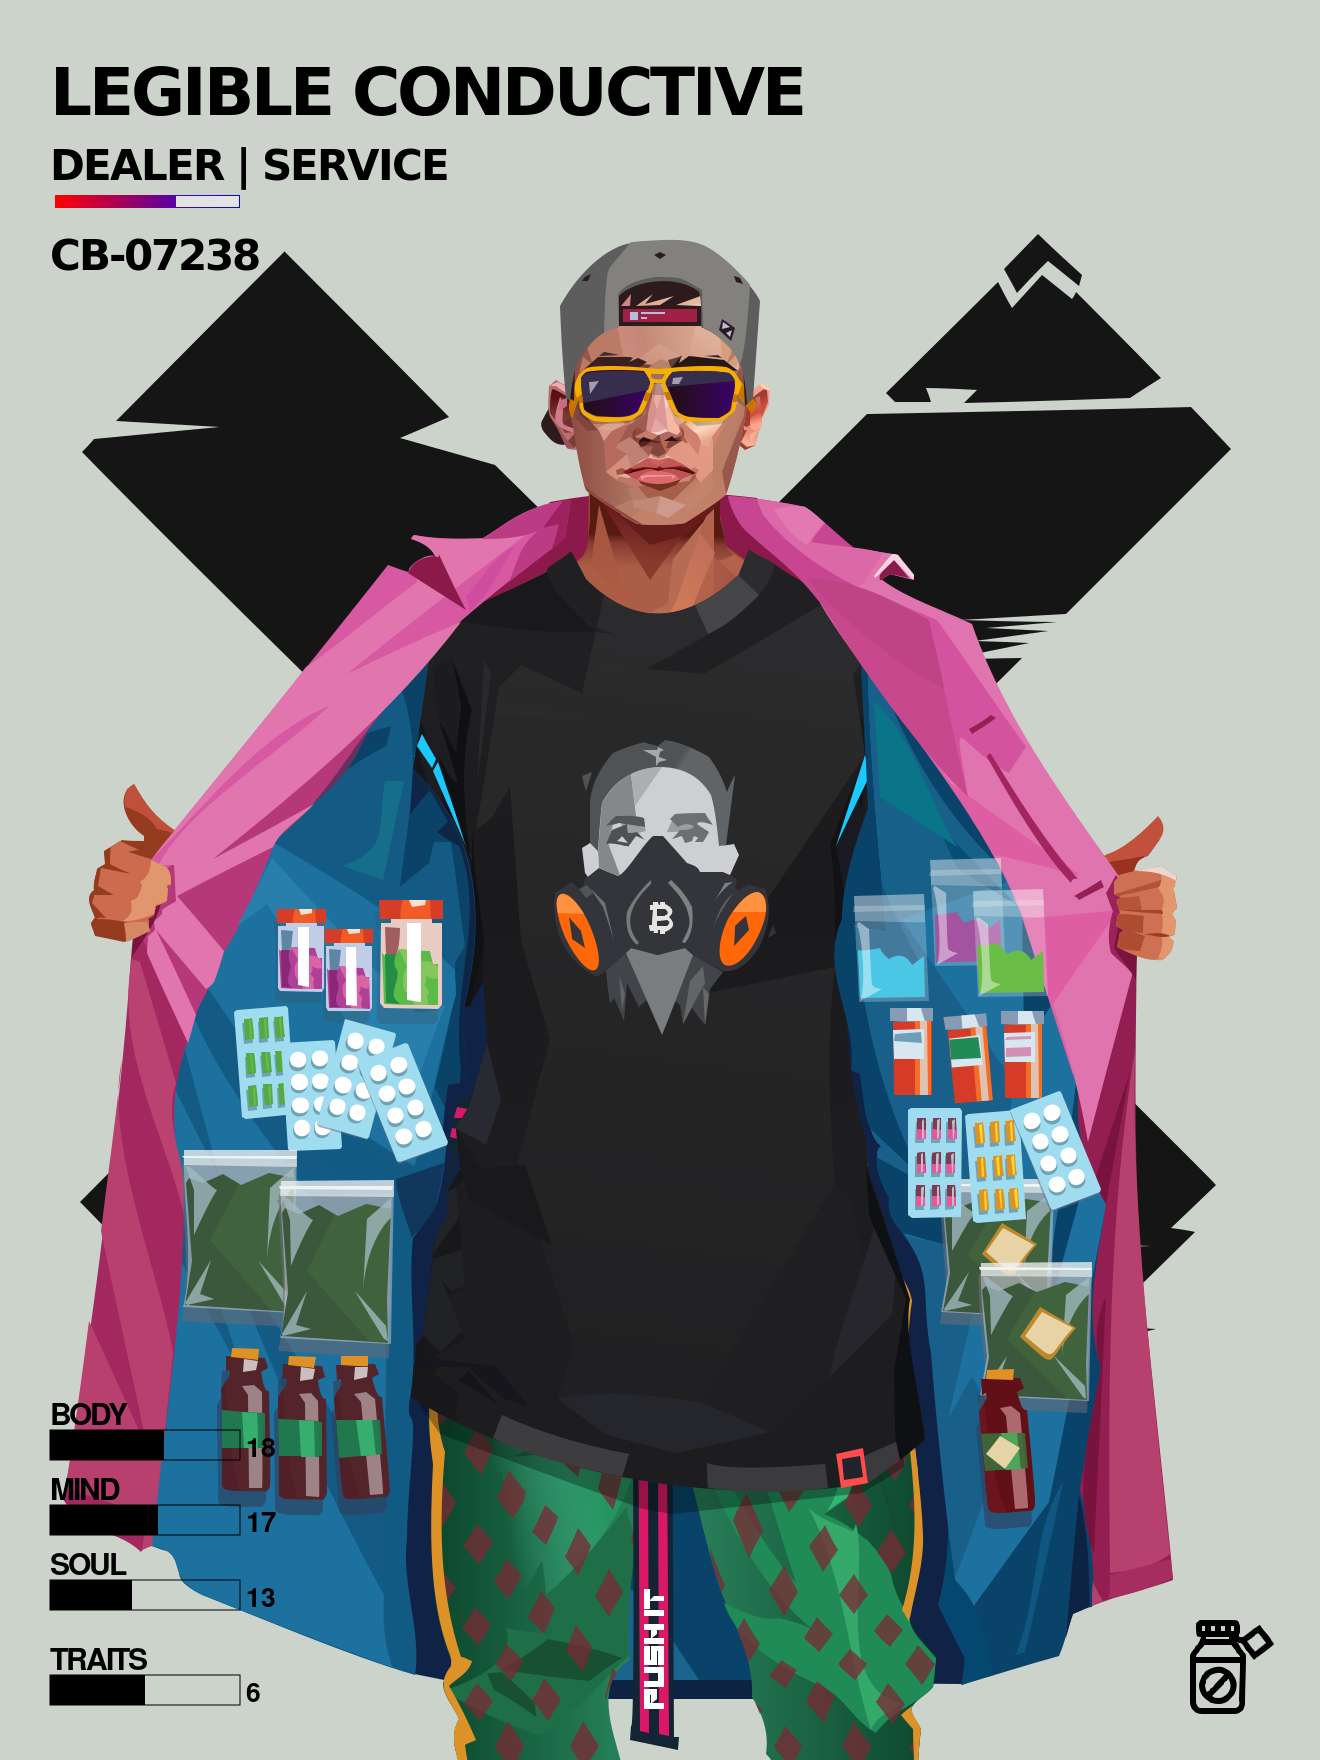 LEGIBLE CONDUCTIVE
DEALER | SERVICE
CB-07238
BODY
18
MIND
17
SOUL
13
TRAITS
6
PUSH IT